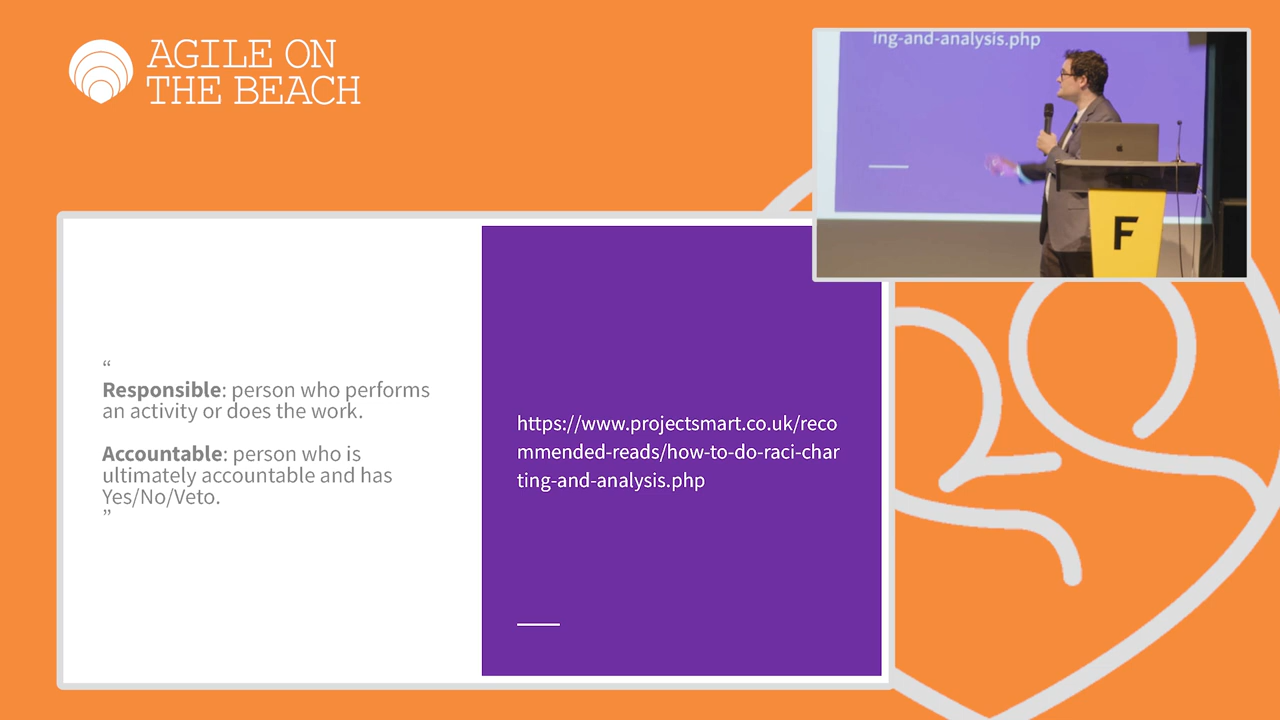 AGILE ON
THE BEACH
ing-and-analysis.php
F
“
Responsible: person who performs
an activity or does the work.
Accountable: person who is
ultimately accountable and has
Yes/No/Veto.
”
https://www.projectsmart.co.uk/reco
mmended-reads/how-to-do-raci-char
ting-and-analysis.php